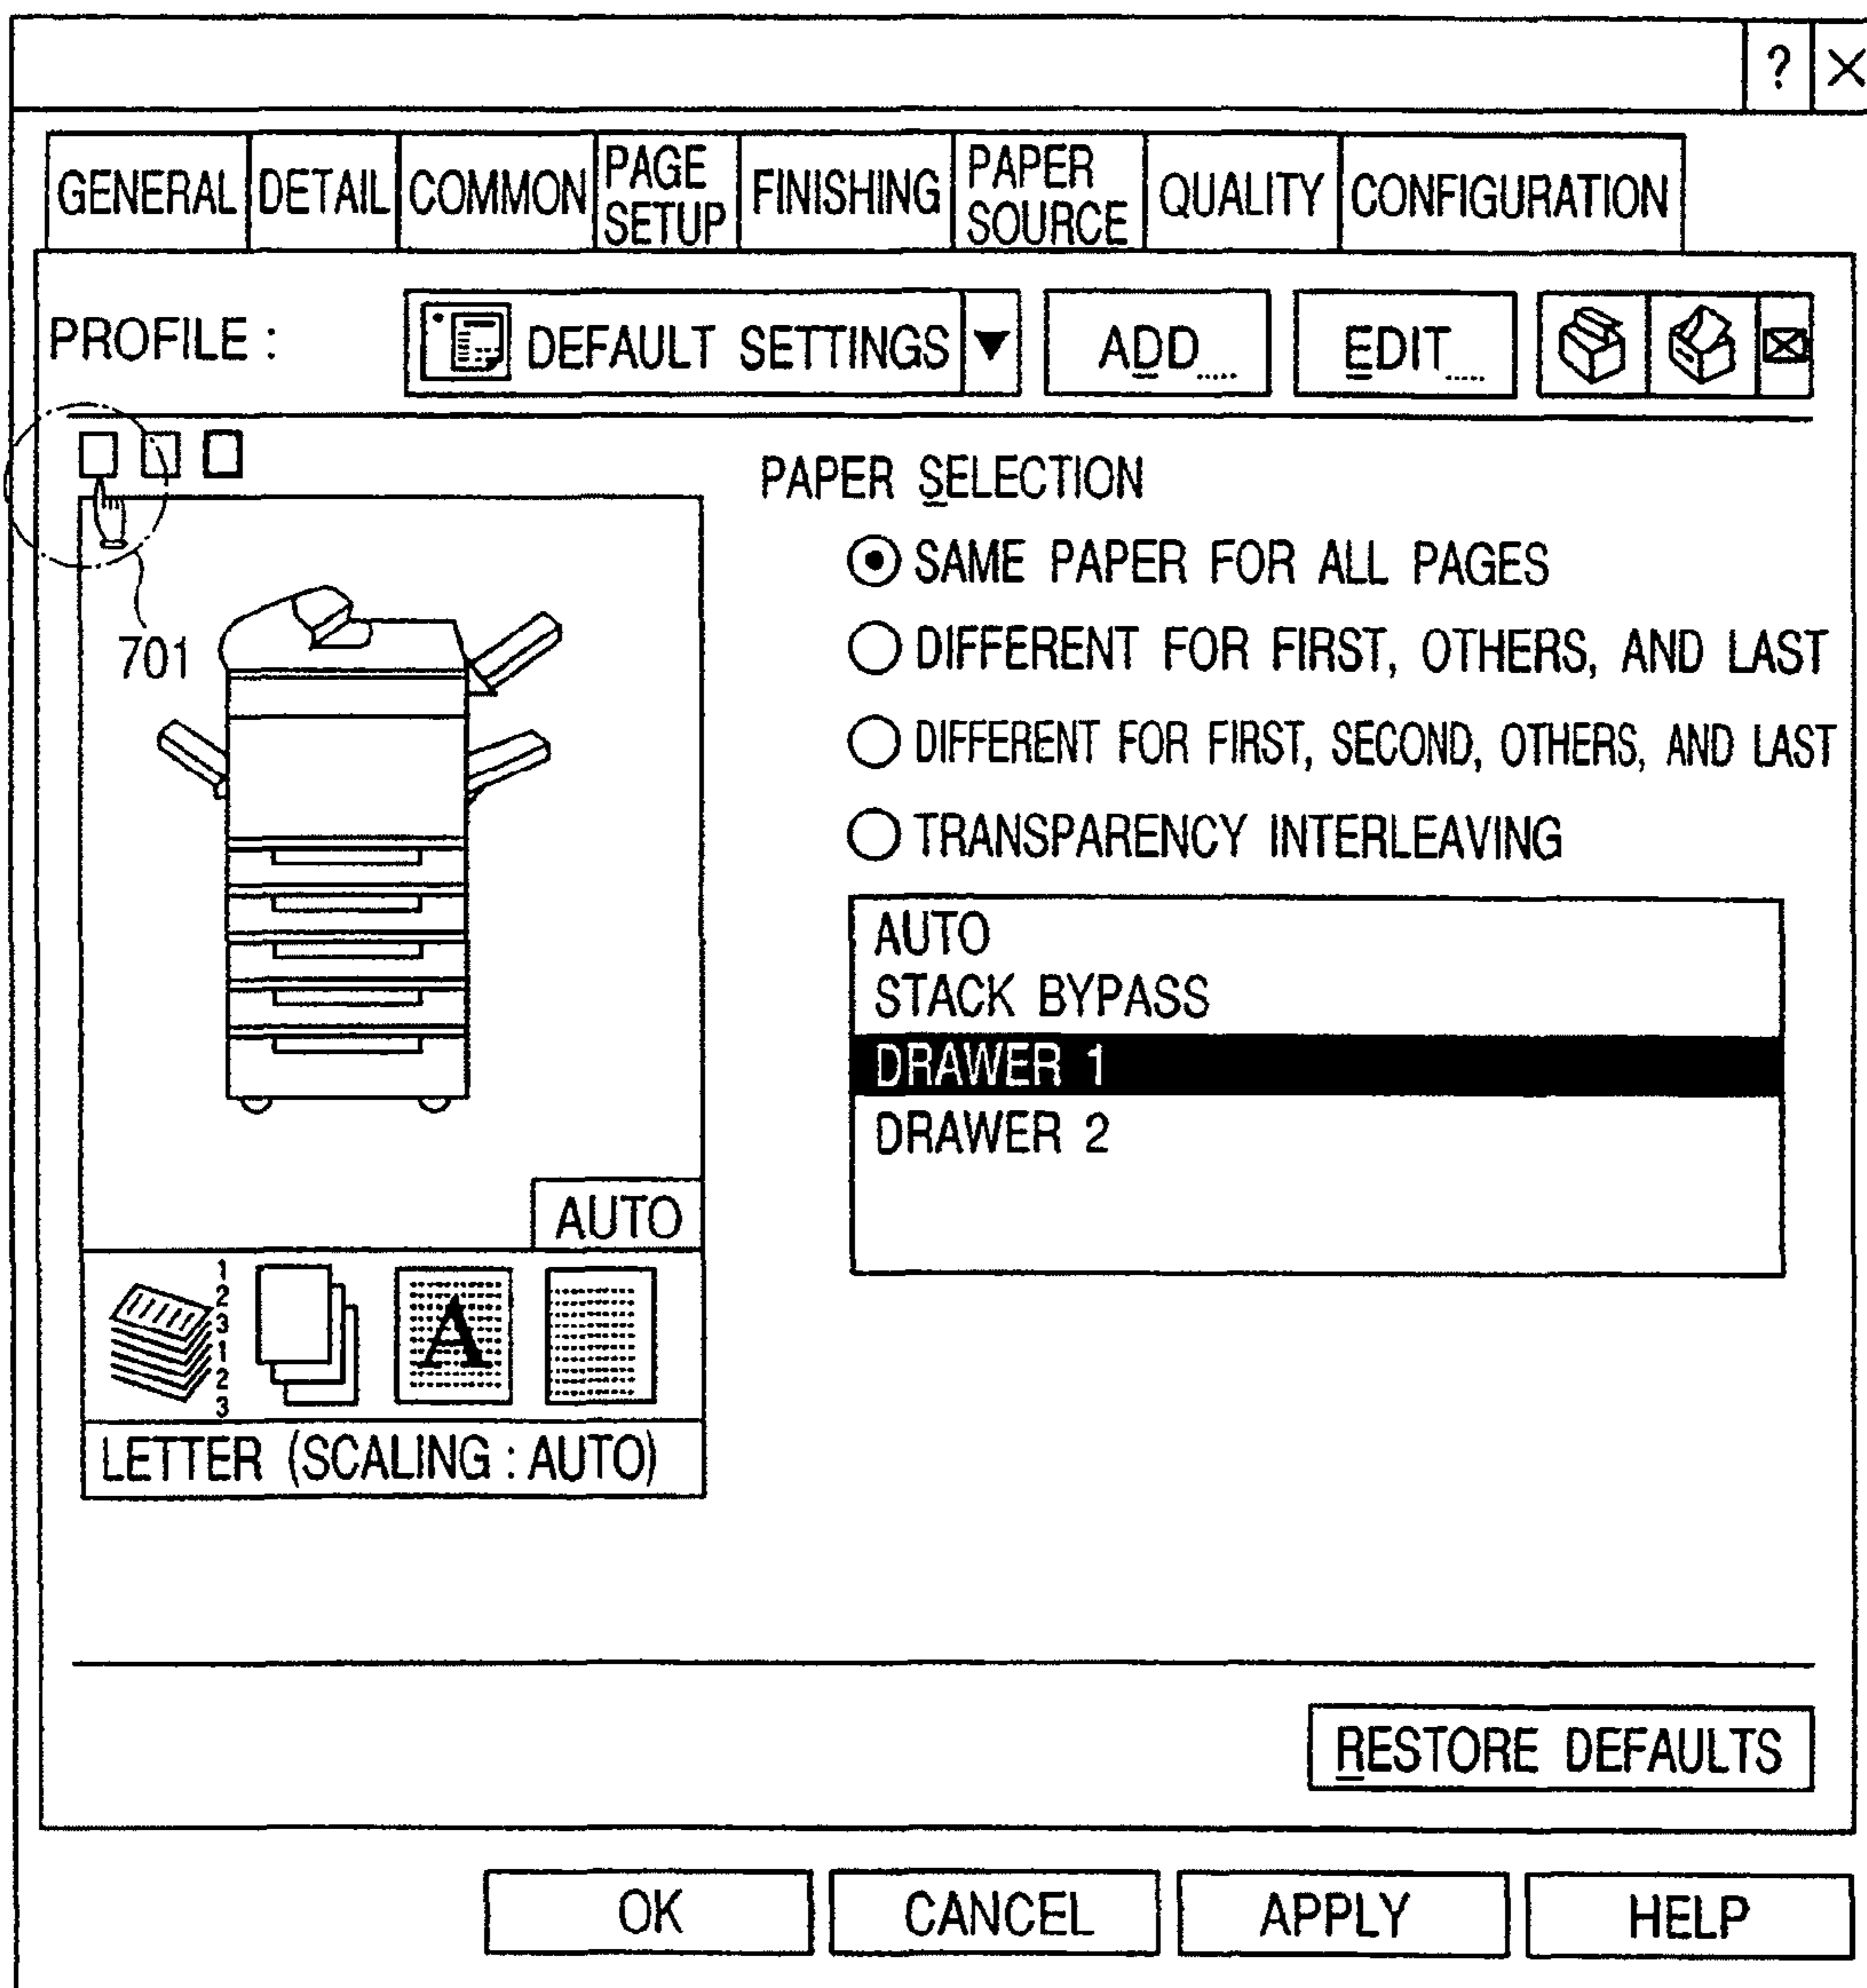 ? ×
GENERAL DETAIL COMMON PAGE SETUP FINISHING PAPER SOURCE QUALITY CONFIGURATION
PROFILE : DEFAULT SETTINGS ▼ ADD..... EDIT.....
PAPER SELECTION
SAME PAPER FOR ALL PAGES
701
DIFFERENT FOR FIRST, OTHERS, AND LAST
DIFFERENT FOR FIRST, SECOND, OTHERS, AND LAST
TRANSPARENCY INTERLEAVING
AUTO
STACK BYPASS
DRAWER 1
DRAWER 2
AUTO
1
2
3
1
2
3
A
LETTER (SCALING : AUTO)
RESTORE DEFAULTS
OK CANCEL APPLY HELP